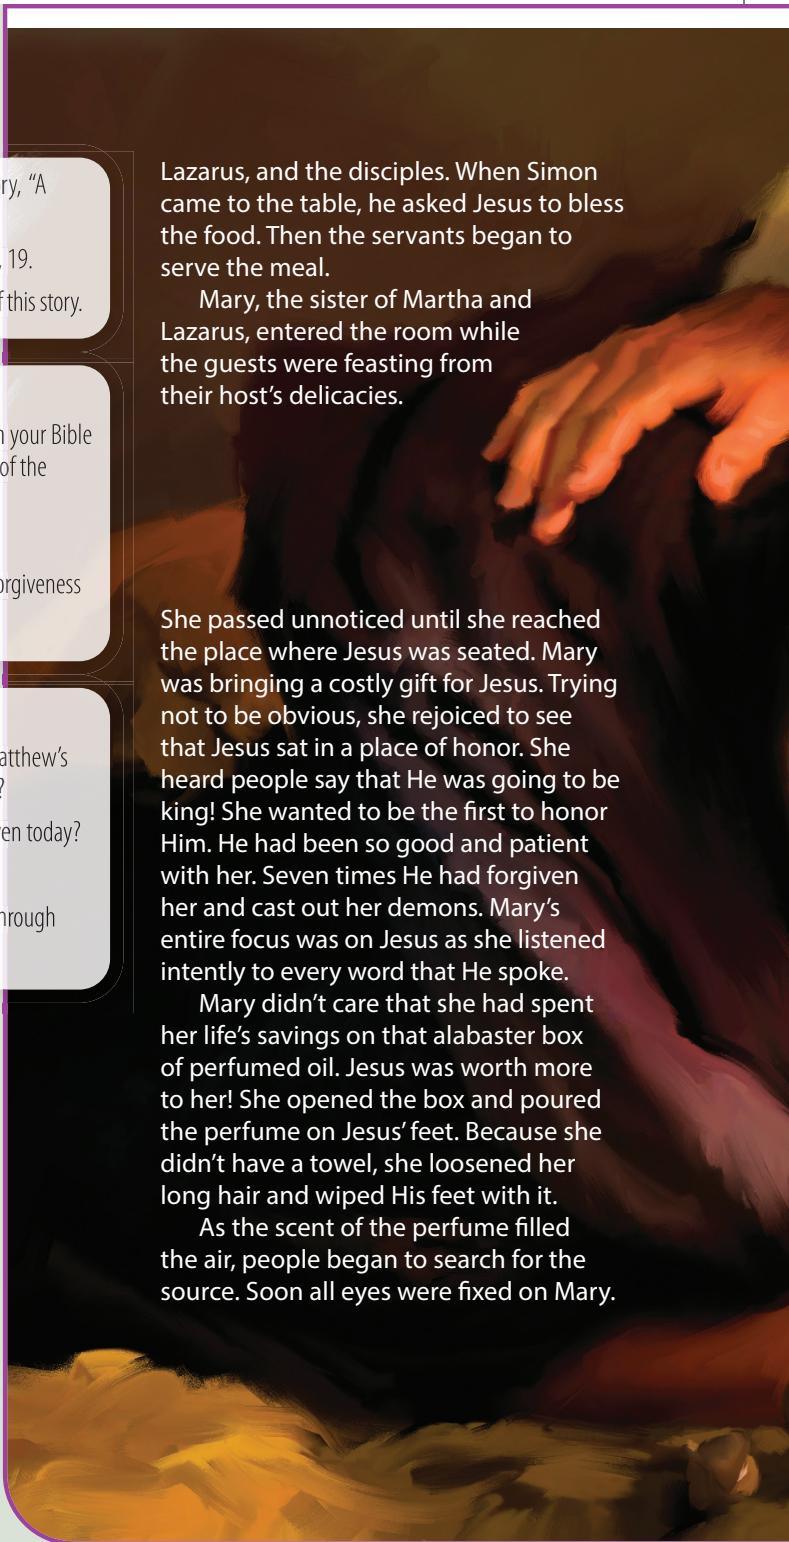 ry, “A
, 19.
f this story.
your Bible
of the
orgiveness
atthew’s
?
en today?
hrough
Lazarus, and the disciples. When Simon
came to the table, he asked Jesus to bless
the food. Then the servants began to
serve the meal.
Mary, the sister of Martha and
Lazarus, entered the room while
the guests were feasting from
their host’s delicacies.
She passed unnoticed until she reached
the place where Jesus was seated. Mary
was bringing a costly gift for Jesus. Trying
not to be obvious, she rejoiced to see
that Jesus sat in a place of honor. She
heard people say that He was going to be
king! She wanted to be the first to honor
Him. He had been so good and patient
with her. Seven times He had forgiven
her and cast out her demons. Mary’s
entire focus was on Jesus as she listened
intently to every word that He spoke.
Mary didn’t care that she had spent
her life’s savings on that alabaster box
of perfumed oil. Jesus was worth more
to her! She opened the box and poured
the perfume on Jesus’ feet. Because she
didn’t have a towel, she loosened her
long hair and wiped His feet with it.
As the scent of the perfume filled
the air, people began to search for the
source. Soon all eyes were fixed on Mary.